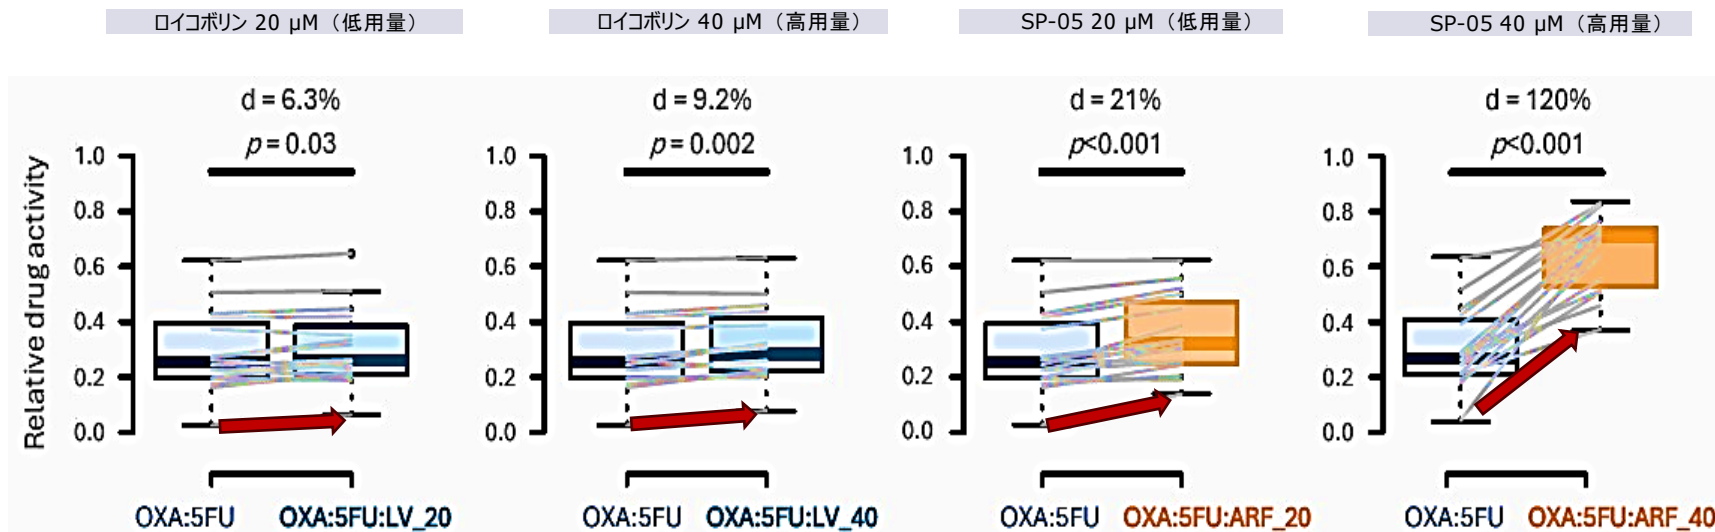 ロイコボリン 20 μM（低用量）
ロイコボリン 40 μM（高用量）
SP-05 20 μM（低用量）
SP-05 40 μM（高用量）
d = 6.3%
p = 0.03
d = 9.2%
p = 0.002
d = 21%
p<0.001
d = 120%
p<0.001
Relative drug activity
1.0
0.8
0.6
0.4
0.2
0.0
1.0
0.8
0.6
0.4
0.2
0.0
1.0
0.8
0.6
0.4
0.2
0.0
1.0
0.8
0.6
0.4
0.2
0.0
OXA:5FU OXA:5FU:LV_20
OXA:5FU OXA:5FU:LV_40
OXA:5FU OXA:5FU:ARF_20
OXA:5FU OXA:5FU:ARF_40